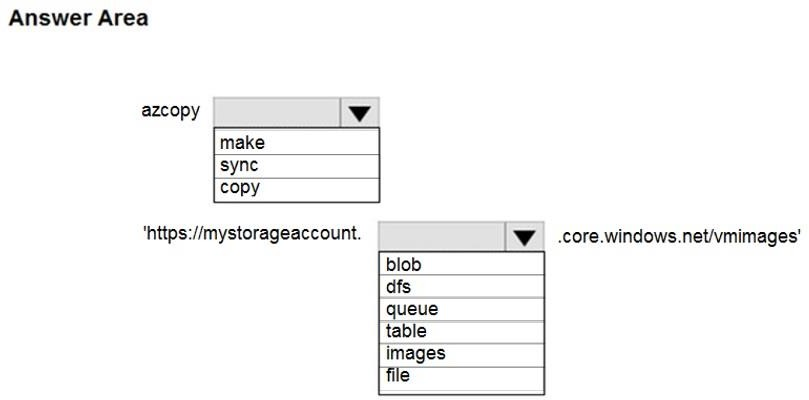 Answer Area
azcopy
make
sync
copy
'https://mystorageaccount.
.core.windows.net/vmimages'
blob
dfs
queue
table
images
file